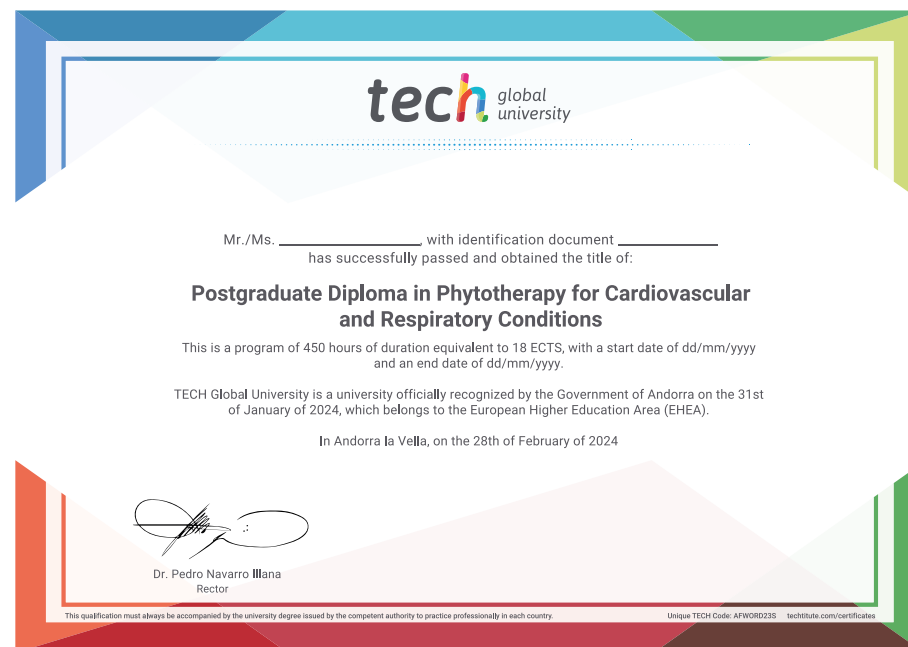 tech global university
Mr./Ms. ____________, with identification document ____________
has successfully passed and obtained the title of:
Postgraduate Diploma in Phytotherapy for Cardiovascular
and Respiratory Conditions
This is a program of 450 hours of duration equivalent to 18 ECTS, with a start date of dd/mm/yyyy
and an end date of dd/mm/yyyy.
TECH Global University is a university officially recognized by the Government of Andorra on the 31st
of January of 2024, which belongs to the European Higher Education Area (EHEA).
In Andorra la Vella, on the 28th of February of 2024
Dr. Pedro Navarro Illana
Rector
This qualification must always be accompanied by the university degree issued by the competent authority to practice professionally in each country.
Unique TECH Code: AFWORD23S techtitute.com/certificates